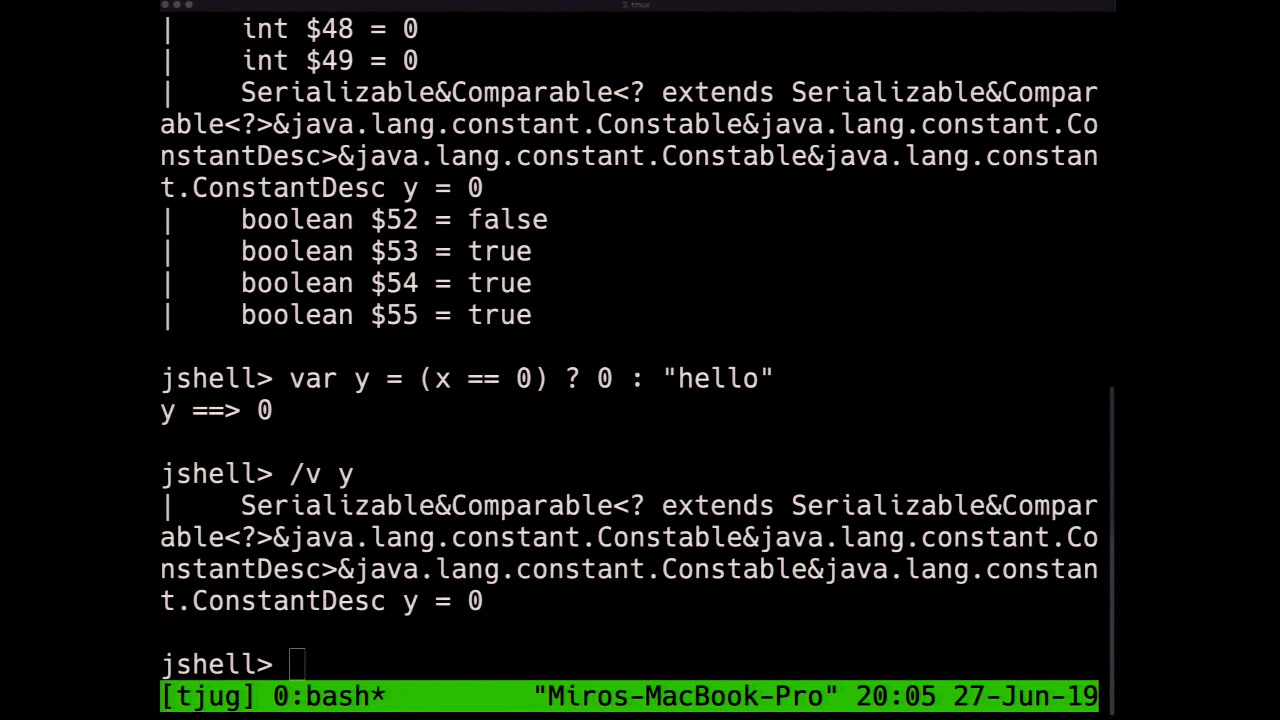 2. tmux
|    int $48 = 0
|    int $49 = 0
|    Serializable&Comparable<? extends Serializable&Compar
able<?>&java.lang.constant.Constable&java.lang.constant.Co
nstantDesc>&java.lang.constant.Constable&java.lang.constan
t.ConstantDesc y = 0
|    boolean $52 = false
|    boolean $53 = true
|    boolean $54 = true
|    boolean $55 = true
jshell> var y = (x == 0) ? 0 : "hello"
y ==> 0
jshell> /v y
|    Serializable&Comparable<? extends Serializable&Compar
able<?>&java.lang.constant.Constable&java.lang.constant.Co
nstantDesc>&java.lang.constant.Constable&java.lang.constan
t.ConstantDesc y = 0
jshell>
[tjug] 0:bash* "Miros-MacBook-Pro" 20:05 27-Jun-19